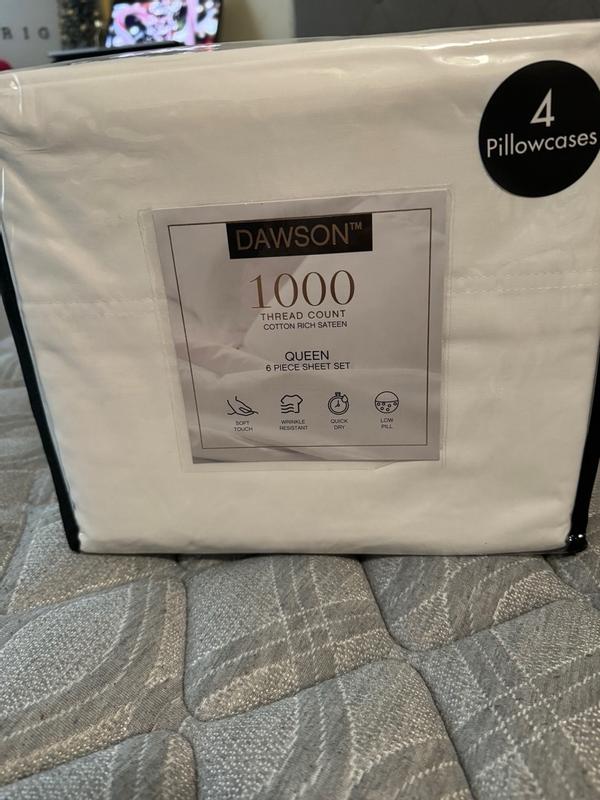 RIG
4
Pillowcases
DAWSON™
1000
THREAD COUNT
COTTON RICH SATEEN
QUEEN
6 PIECE SHEET SET
SOFT TOUCH
WRINKLE RESISTANT
QUICK DRY
LOW PILL